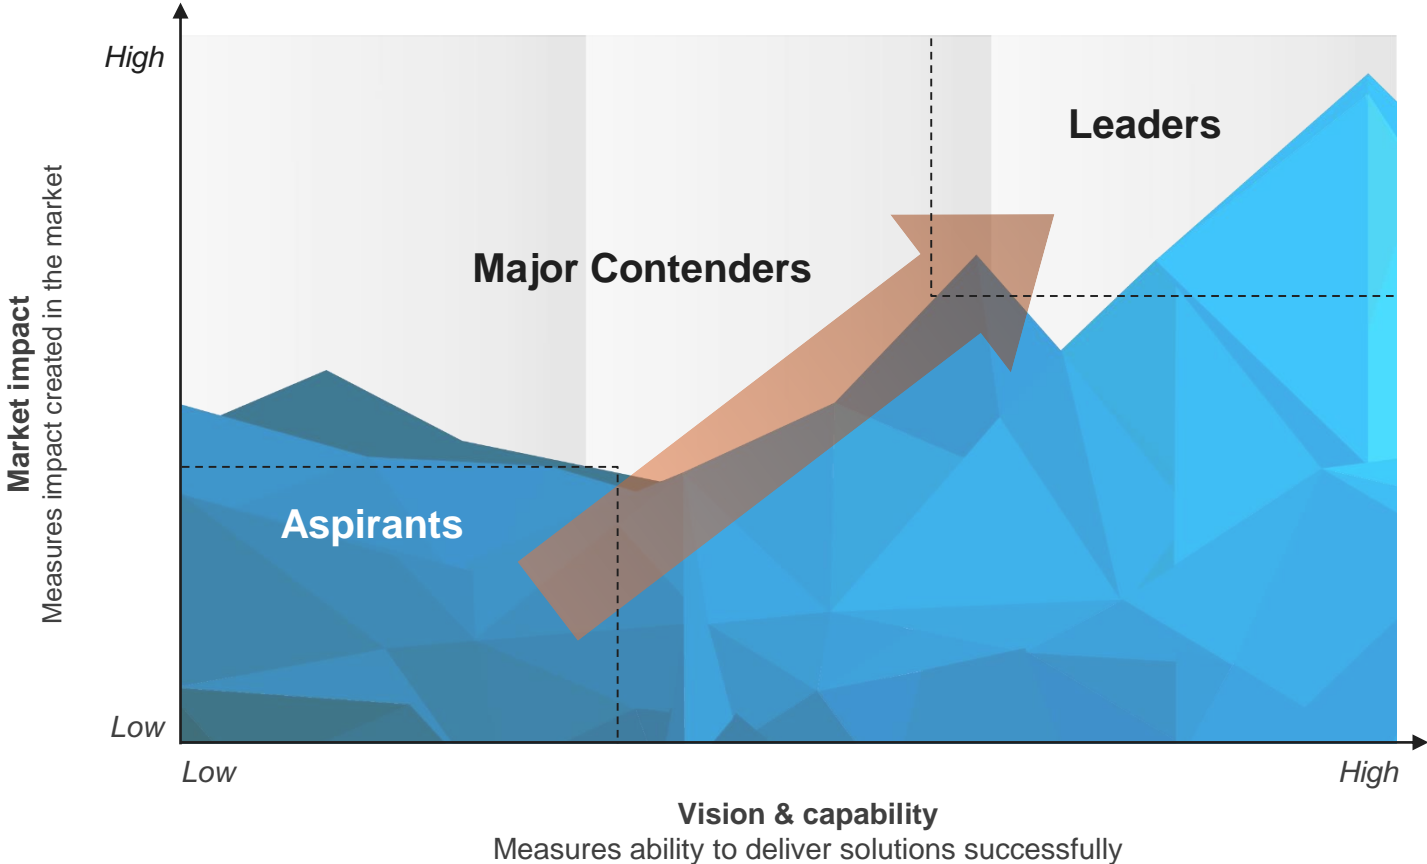 High
Leaders
Major Contenders
Market impact
Measures impact created in the market
Aspirants
Low
Low
High
Vision & capability
Measures ability to deliver solutions successfully